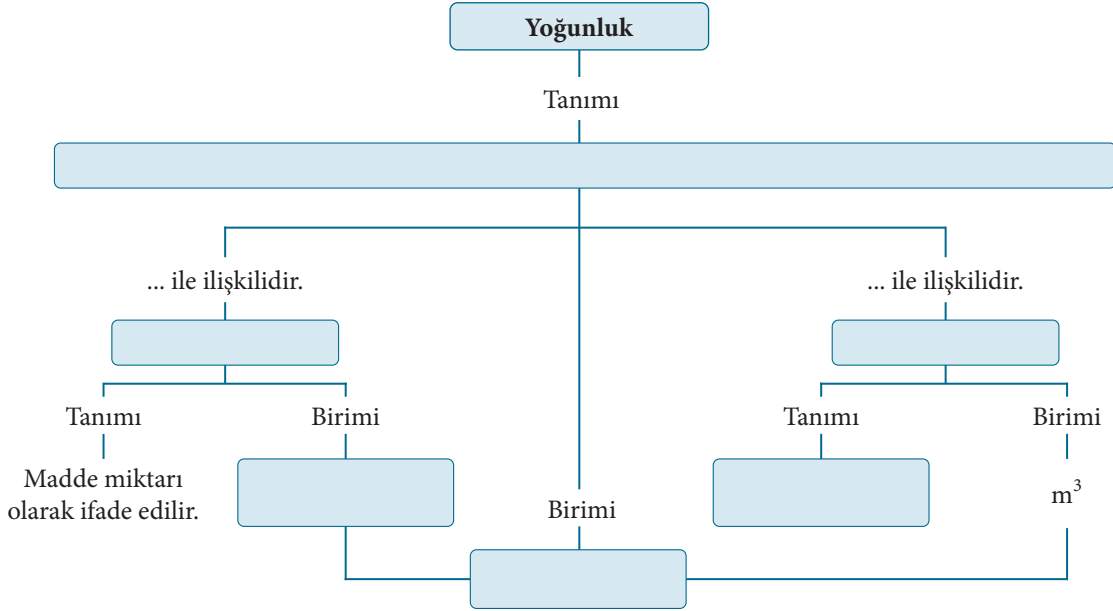 Yoğunluk
Tanımı
... ile ilişkilidir.
... ile ilişkilidir.
Tanımı
Birimi
Tanımı
Birimi
Madde miktarı
olarak ifade edilir.
Birimi
m³